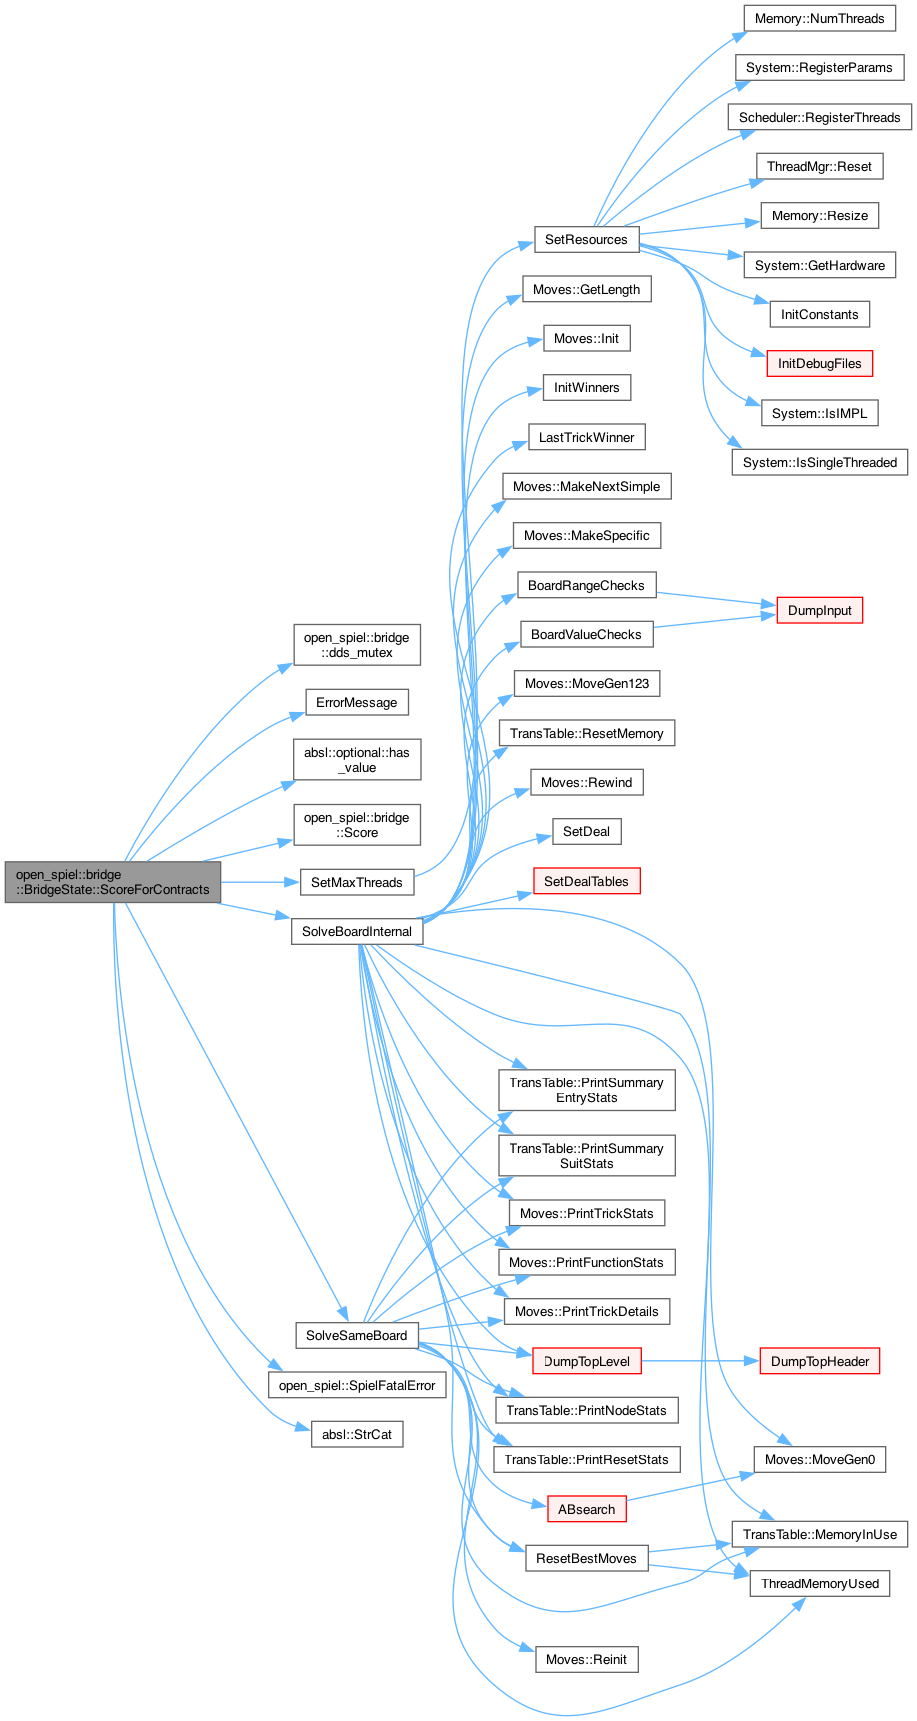 Memory::NumThreads
System::RegisterParams
Scheduler::RegisterThreads
ThreadMgr::Reset
Memory::Resize
SetResources
System::GetHardware
Moves::GetLength
InitConstants
Moves::Init
InitDebugFiles
InitWinners
System::IsIMPL
LastTrickWinner
System::IsSingleThreaded
Moves::MakeNextSimple
Moves::MakeSpecific
BoardRangeChecks
DumpInput
BoardValueChecks
open_spiel::bridge
::dds_mutex
Moves::MoveGen123
ErrorMessage
TransTable::ResetMemory
absl::optional::has
_value
Moves::Rewind
open_spiel::bridge
::Score
SetDeal
open_spiel::bridge
::BridgeState::ScoreForContracts
SetMaxThreads
SetDealTables
SolveBoardInternal
TransTable::PrintSummary
EntryStats
TransTable::PrintSummary
SuitStats
Moves::PrintTrickStats
Moves::PrintFunctionStats
Moves::PrintTrickDetails
SolveSameBoard
DumpTopLevel
DumpTopHeader
open_spiel::SpielFatalError
TransTable::PrintNodeStats
absl::StrCat
TransTable::PrintResetStats
Moves::MoveGen0
ABsearch
TransTable::MemoryInUse
ResetBestMoves
ThreadMemoryUsed
Moves::Reinit